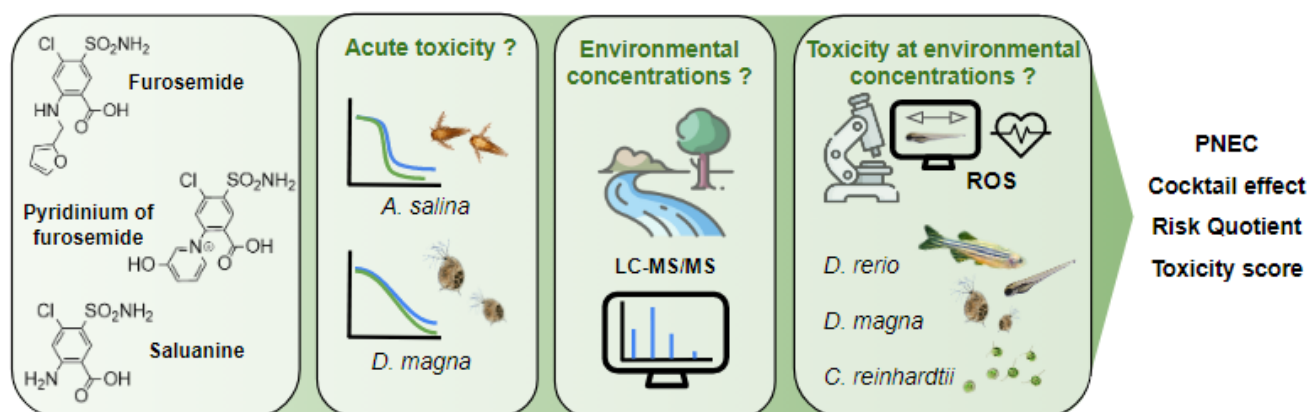 Cl
SO₂NH₂
Furosemide
HN
OH
O
O
Cl
SO₂NH₂
Pyridinium of
furosemide
N⊕
OH
HO
O
Cl
SO₂NH₂
Saluanine
H₂N
OH
O
Acute toxicity ?
A. salina
D. magna
Environmental
concentrations ?
LC-MS/MS
Toxicity at environmental
concentrations ?
ROS
D. rerio
D. magna
C. reinhardtii
PNEC
Cocktail effect
Risk Quotient
Toxicity score